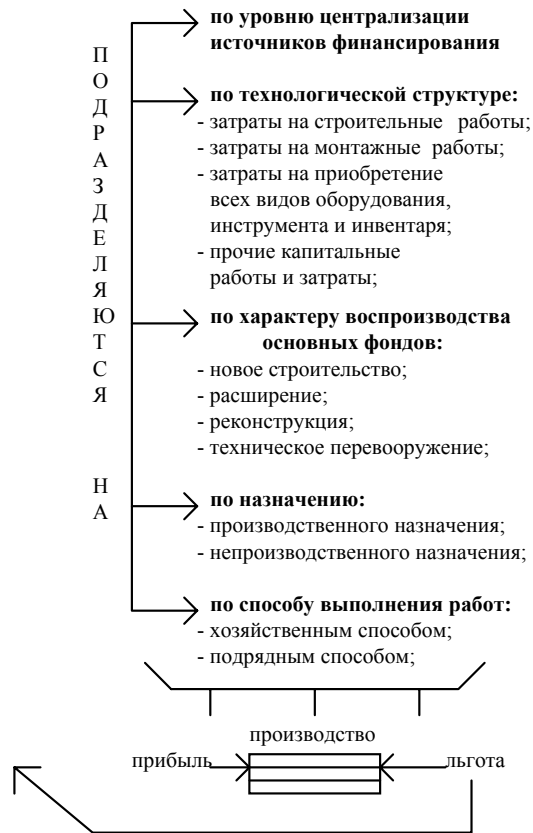 ПОДРАЗДЕЛЯЮТСЯ НА
по уровню централизации
источников финансирования
по технологической структуре:
- затраты на строительные работы;
- затраты на монтажные работы;
- затраты на приобретение
всех видов оборудования,
инструмента и инвентаря;
- прочие капитальные
работы и затраты;
по характеру воспроизводства
основных фондов:
- новое строительство;
- расширение;
- реконструкция;
- техническое перевооружение;
по назначению:
- производственного назначения;
- непроизводственного назначения;
по способу выполнения работ:
- хозяйственным способом;
- подрядным способом;
производство
прибыль льгота